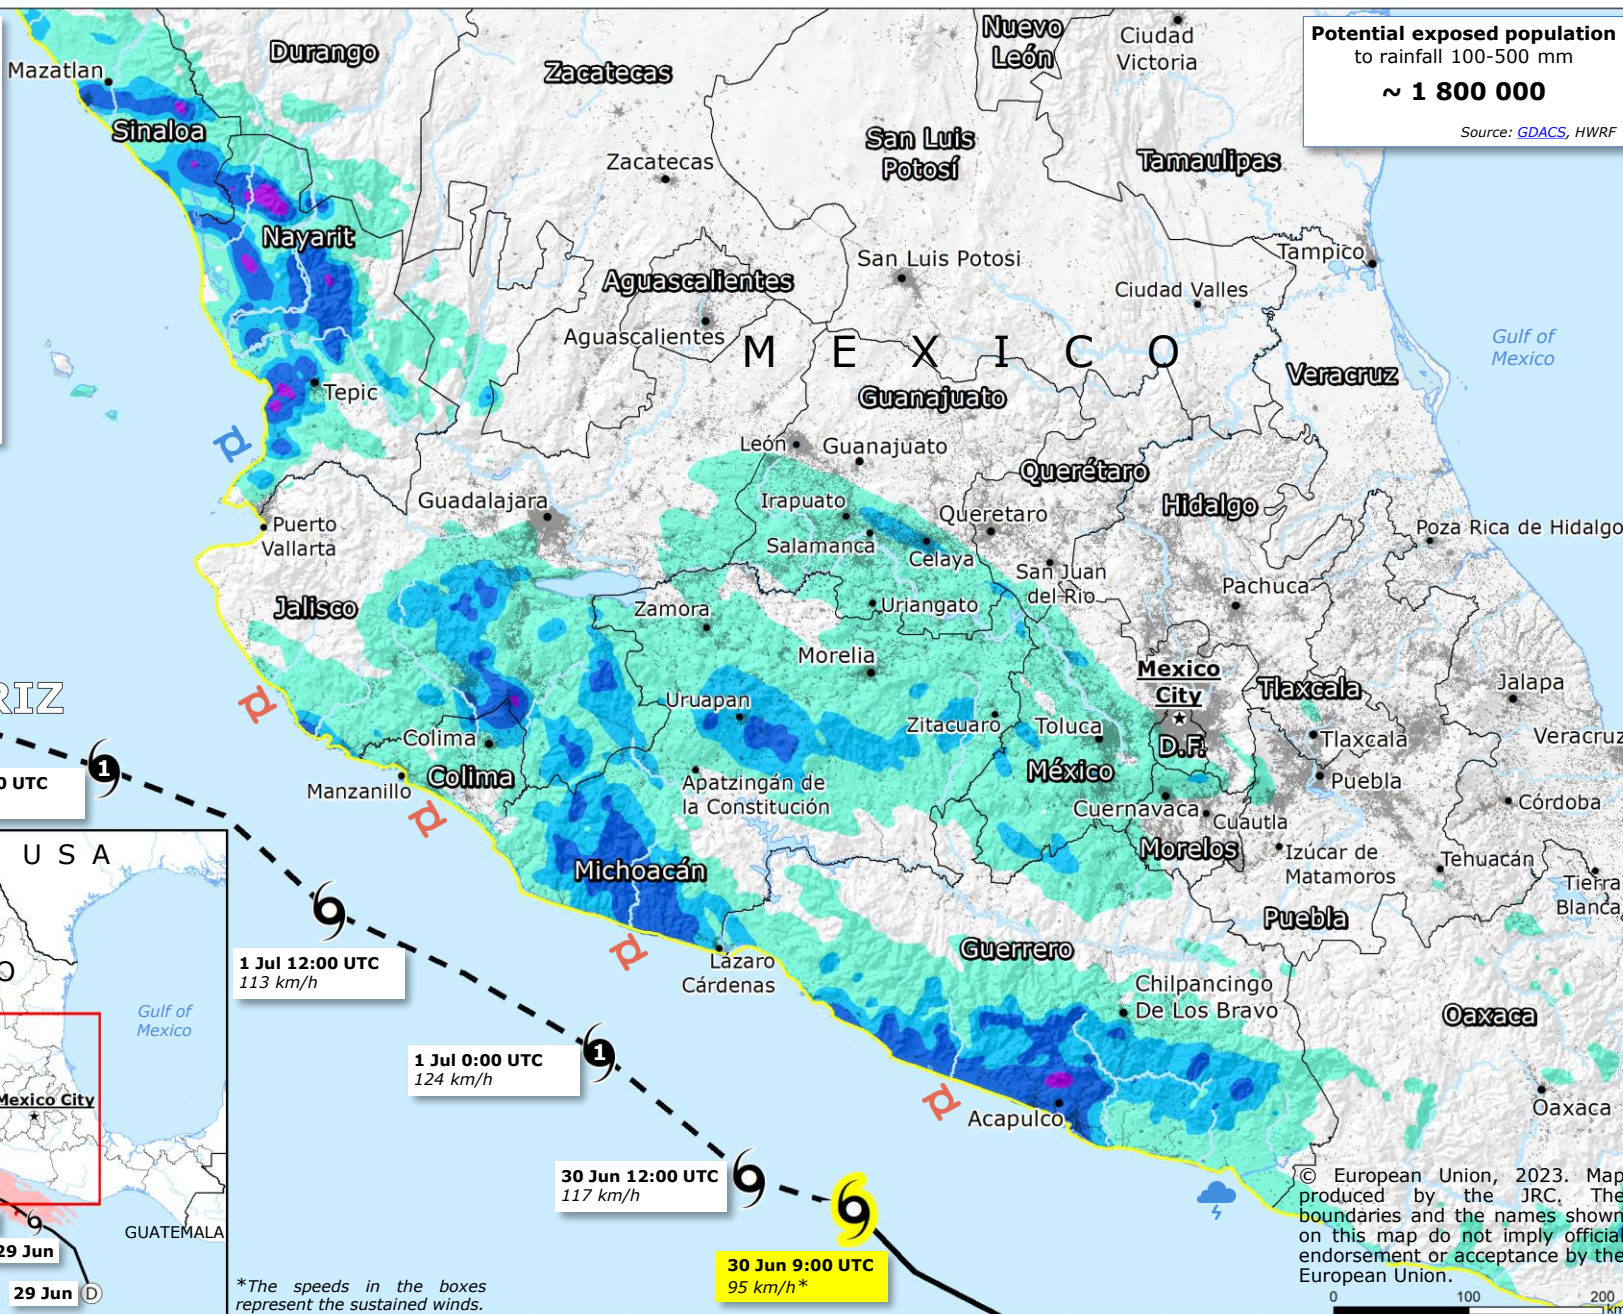 Potential exposed population
to rainfall 100-500 mm
~ 1 800 000
Source: GDACS, HWRF
Durango
Nuevo
León
Ciudad
Victoria
Mazatlan
Zacatecas
Sinaloa
San Luis
Potosí
Tamaulipas
Zacatecas
Nayarit
Tampico
San Luis Potosi
Aguascalientes
Ciudad Valles
Aguascalientes
MEXICO
Gulf of
Mexico
Veracruz
Tepic
Guanajuato
León
Guanajuato
Querétaro
Guadalajara
Irapuato
Queretaro
Hidalgo
Puerto
Vallarta
Salamanca
Celaya
Poza Rica de Hidalgo
San Juan
del Rio
Pachuca
Jalisco
Zamora
Uriangato
Morelia
Mexico
City
Tlaxcala
Jalapa
RIZ
Uruapan
Zitacuaro
Toluca
Colima
D.F.
Tlaxcala
Veracruz
1
0 UTC
Colima
México
Puebla
Manzanillo
Apatzingán de
la Constitución
Cuernavaca
Cuautla
Córdoba
USA
Michoacán
Morelos
Izúcar de
Matamoros
Tehuacán
Tierra
Blanca
Puebla
1 Jul 12:00 UTC
113 km/h
Lázaro
Cárdenas
Guerrero
O
Chilpancingo
De Los Bravo
Oaxaca
Gulf of
Mexico
1 Jul 0:00 UTC
124 km/h
1
Mexico City
Acapulco
Oaxaca
30 Jun 12:00 UTC
117 km/h
GUATEMALA
29 Jun
29 Jun
D
30 Jun 9:00 UTC
95 km/h*
*The speeds in the boxes
represent the sustained winds.
© European Union, 2023. Map
produced by the JRC. The
boundaries and the names shown
on this map do not imply official
endorsement or acceptance by the
European Union.
0 100 200
km